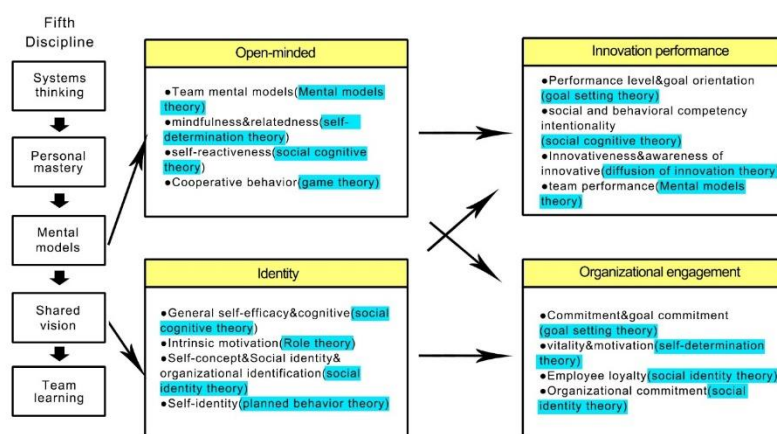 Fifth
Discipline
Systems
thinking
Personal
mastery
Mental
models
Shared
vision
Team
learning
Open-minded
●Team mental models(Mental models
theory)
●mindfulness&relatedness(self-
determination theory)
●self-reactiveness(social cognitive
theory)
●Cooperative behavior(game theory)
Identity
●General self-efficacy&cognitive(social
cognitive theory)
●Intrinsic motivation(Role theory)
●Self-concept&Social identity&
organizational identification(social
identity theory)
●Self-identity(planned behavior theory)
Innovation performance
●Performance level&goal orientation
(goal setting theory)
●social and behavioral competency
intentionality
(social cognitive theory)
●Innovativeness&awareness of
innovative(diffusion of innovation theory)
●team performance(Mental models
theory)
Organizational engagement
●Commitment&goal commitment
(goal setting theory)
●vitality&motivation(self-determination
theory)
●Employee loyalty(social identity theory)
●Organizational commitment(social
identity theory)